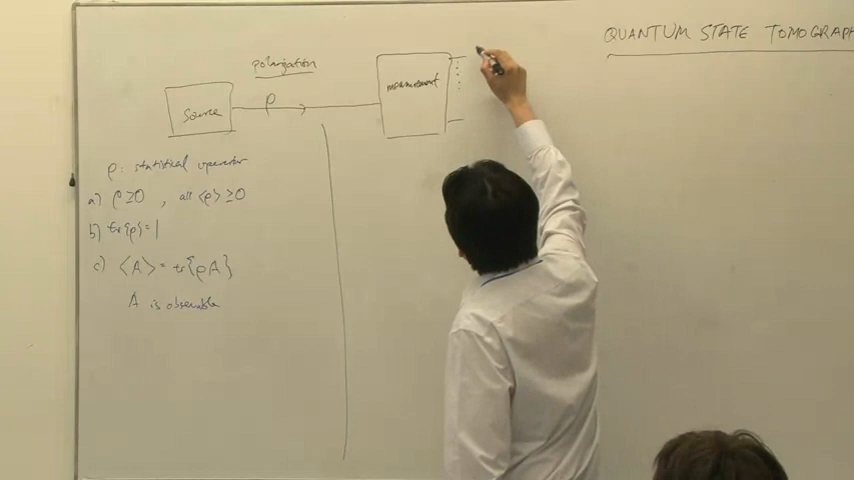 QUANTUM STATE TOMOGRAPH
polarization
Source
ρ
measurement
ρ: statistical operator
a) ρ ≥ 0 , all <ρ> ≥ 0
b) tr{ρ} = 1
c) <A> = tr{ρA}
A is observable